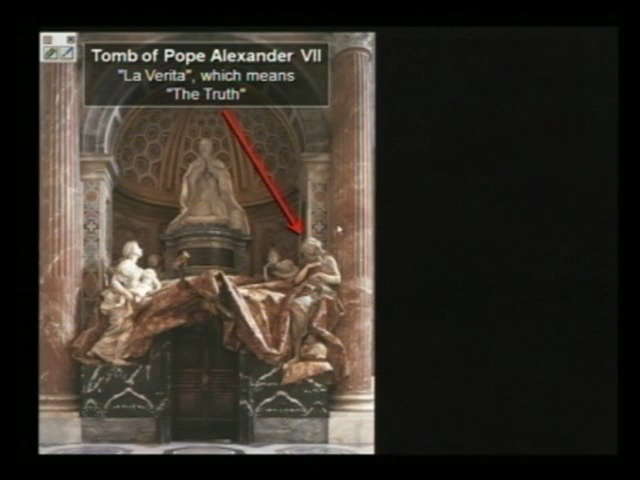 Tomb of Pope Alexander VII
"La Verita", which means
"The Truth"